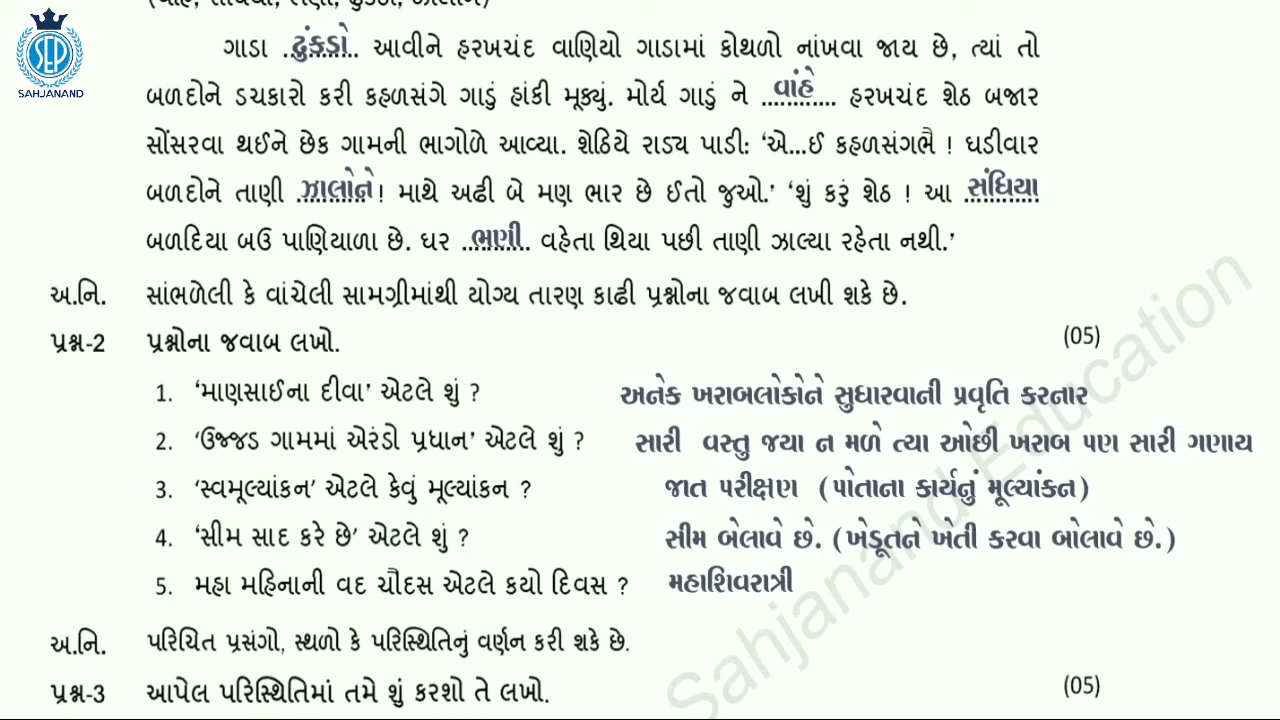 (વાંહે, સંધિયા, ભણી, ઢુંકડો, ઝાલોને)
SEP
SAHJANAND
ગાડા ..ઢુંકડો.. આવીને હરખચંદ વાણિયો ગાડામાં કોથળો નાંખવા જાય છે, ત્યાં તો
બળદોને ડચકારો કરી કહળસંગે ગાડું હાંકી મૂક્યું. મોર્ય ગાડું ને ..વાંહે.. હરખચંદ શેઠ બજાર
સોંસરવા થઈને છેક ગામની ભાગોળે આવ્યા. શેઠિયે રાડ્ય પાડી: ‘એ...ઈ કહળસંગભૈ ! ઘડીવાર
બળદોને તાણી ..ઝાલોને.. ! માથે અઢી બે મણ ભાર છે ઈતો જુઓ.’ ‘શું કરું શેઠ ! આ ..સંધિયા..
બળદિયા બઉ પાણિયાળા છે. ઘર ..ભણી.. વહેતા થિયા પછી તાણી ઝાલ્યા રહેતા નથી.’
અ.નિ. સાંભળેલી કે વાંચેલી સામગ્રીમાંથી યોગ્ય તારણ કાઢી પ્રશ્નોના જવાબ લખી શકે છે.
પ્રશ્ન-2 પ્રશ્નોના જવાબ લખો. (05)
1. ‘માણસાઈના દીવા’ એટલે શું ? અનેક ખરાબલોકોને સુધારવાની પ્રવૃતિ કરનાર
2. ‘ઉજ્જડ ગામમાં એરંડો પ્રધાન’ એટલે શું ? સારી વસ્તુ જયા ન મળે ત્યા ઓછી ખરાબ પણ સારી ગણાય
3. ‘સ્વમૂલ્યાંકન’ એટલે કેવું મૂલ્યાંકન ? જાત પરીક્ષણ (પોતાના કાર્યનું મૂલ્યાંકન)
4. ‘સીમ સાદ કરે છે’ એટલે શું ? સીમ બેલાવે છે. (ખેડૂતને ખેતી કરવા બોલાવે છે.)
5. મહા મહિનાની વદ ચૌદસ એટલે કયો દિવસ ? મહાશિવરાત્રી
અ.નિ. પરિચિત પ્રસંગો, સ્થળો કે પરિસ્થિતિનું વર્ણન કરી શકે છે.
પ્રશ્ન-3 આપેલ પરિસ્થિતિમાં તમે શું કરશો તે લખો. (05)
Sahjanand Education